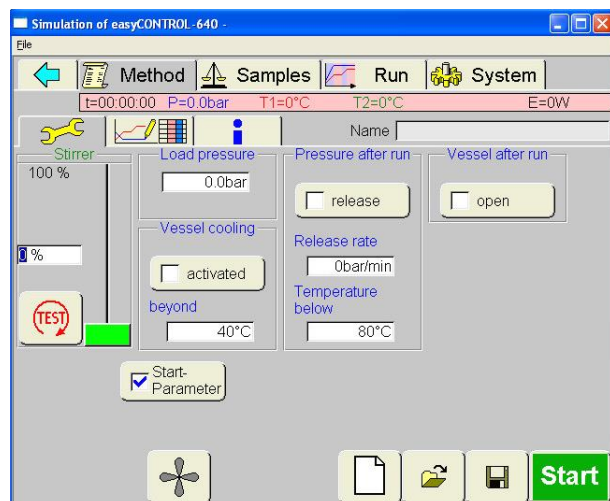 Simulation of easyCONTROL-640 -
File
Method Samples Run System
t=00:00:00 P=0.0bar T1=0°C T2=0°C E=0W
i Name
Stirrer Load pressure Pressure after run Vessel after run
100 % 0.0bar release open
Vessel cooling
0 % activated Release rate
0bar/min
TEST beyond Temperature below
40°C 80°C
Start-
Parameter
Start